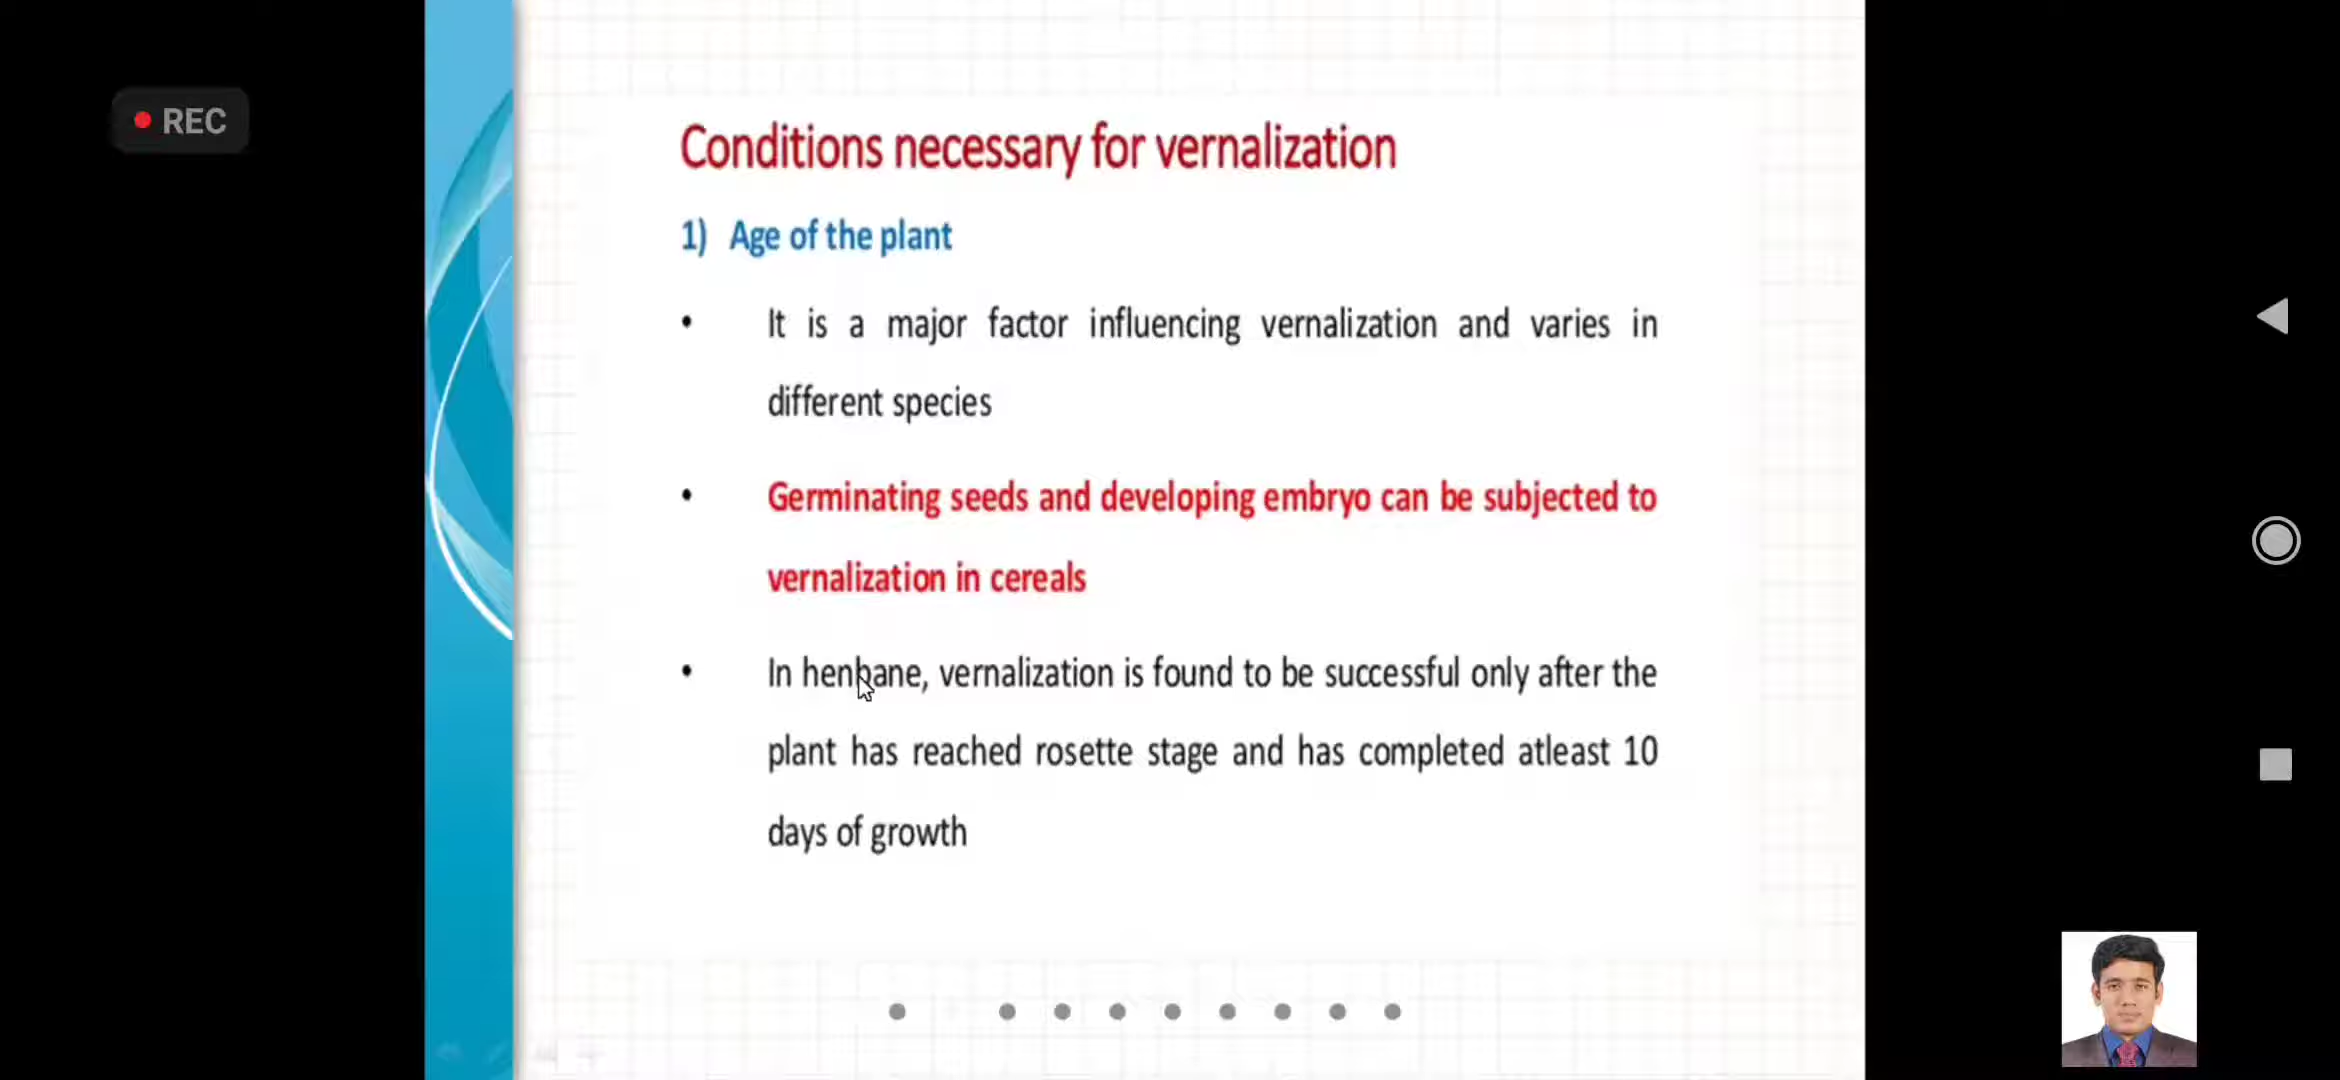 REC
Conditions necessary for vernalization
1) Age of the plant
• It is a major factor influencing vernalization and varies in
different species
• Germinating seeds and developing embryo can be subjected to
vernalization in cereals
• In henbane, vernalization is found to be successful only after the
plant has reached rosette stage and has completed atleast 10
days of growth